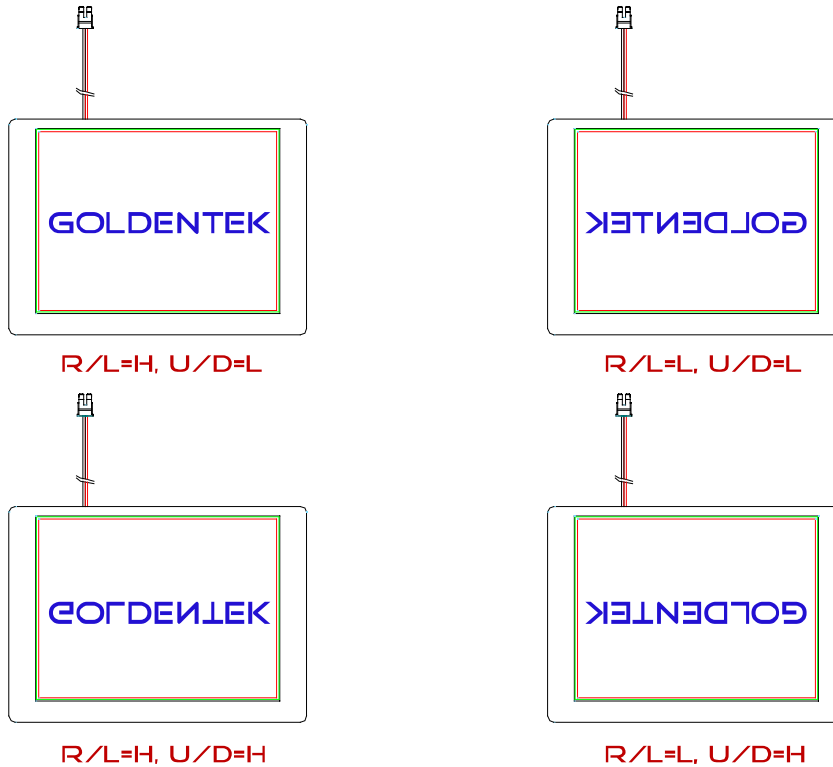 GOLDENTEK
GOLDENTEK
R/L=H, U/D=L
R/L=L, U/D=L
GOLDENTEK
GOLDENTEK
R/L=H, U/D=H
R/L=L, U/D=H